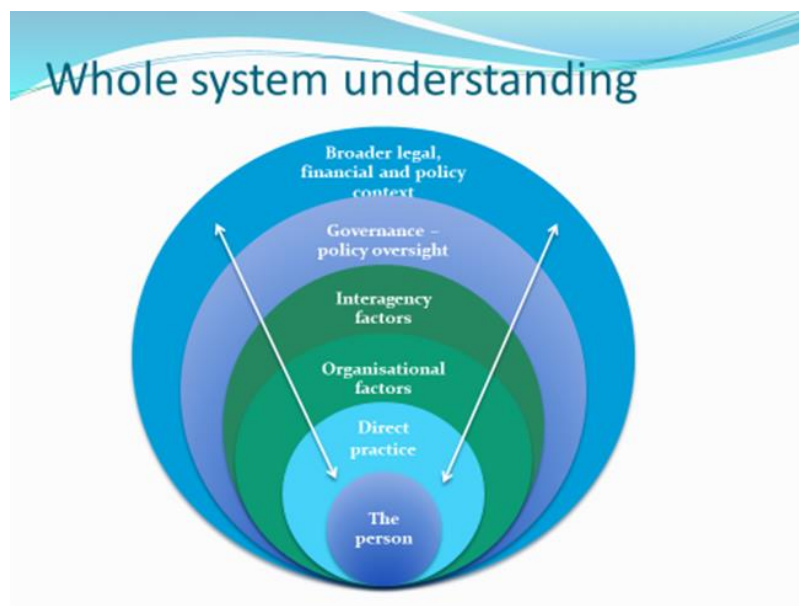 Whole system understanding
Broader legal,
financial and policy
context
Governance –
policy oversight
Interagency
factors
Organisational
factors
Direct
practice
The
person